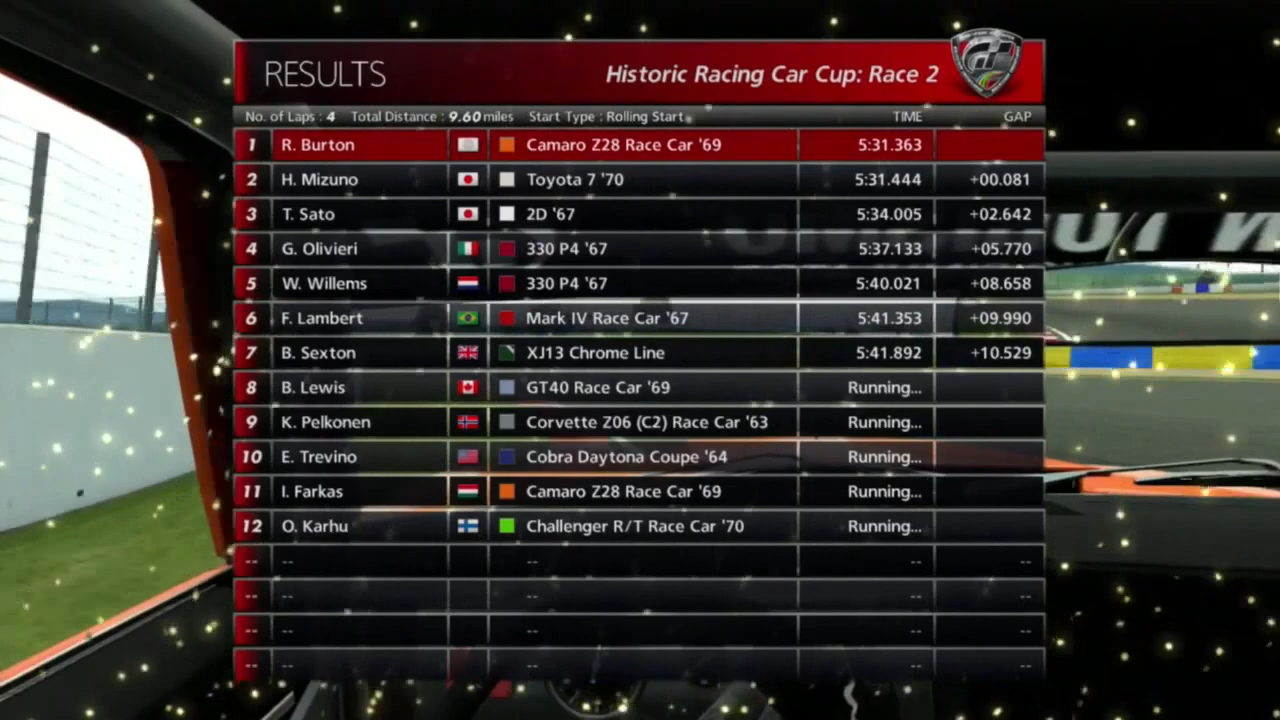 RESULTS
Historic Racing Car Cup: Race 2
No. of Laps : 4 Total Distance : 9.60 miles Start Type : Rolling Start TIME GAP
1 R. Burton Camaro Z28 Race Car '69 5:31.363
2 H. Mizuno Toyota 7 '70 5:31.444 +00.081
3 T. Sato 2D '67 5:34.005 +02.642
4 G. Olivieri 330 P4 '67 5:37.133 +05.770
5 W. Willems 330 P4 '67 5:40.021 +08.658
6 F. Lambert Mark IV Race Car '67 5:41.353 +09.990
7 B. Sexton XJ13 Chrome Line 5:41.892 +10.529
8 B. Lewis GT40 Race Car '69 Running...
9 K. Pelkonen Corvette Z06 (C2) Race Car '63 Running...
10 E. Trevino Cobra Daytona Coupe '64 Running...
11 I. Farkas Camaro Z28 Race Car '69 Running...
12 O. Karhu Challenger R/T Race Car '70 Running...
-- -- -- -- --
-- -- -- -- --
-- -- -- -- --
-- -- -- -- --